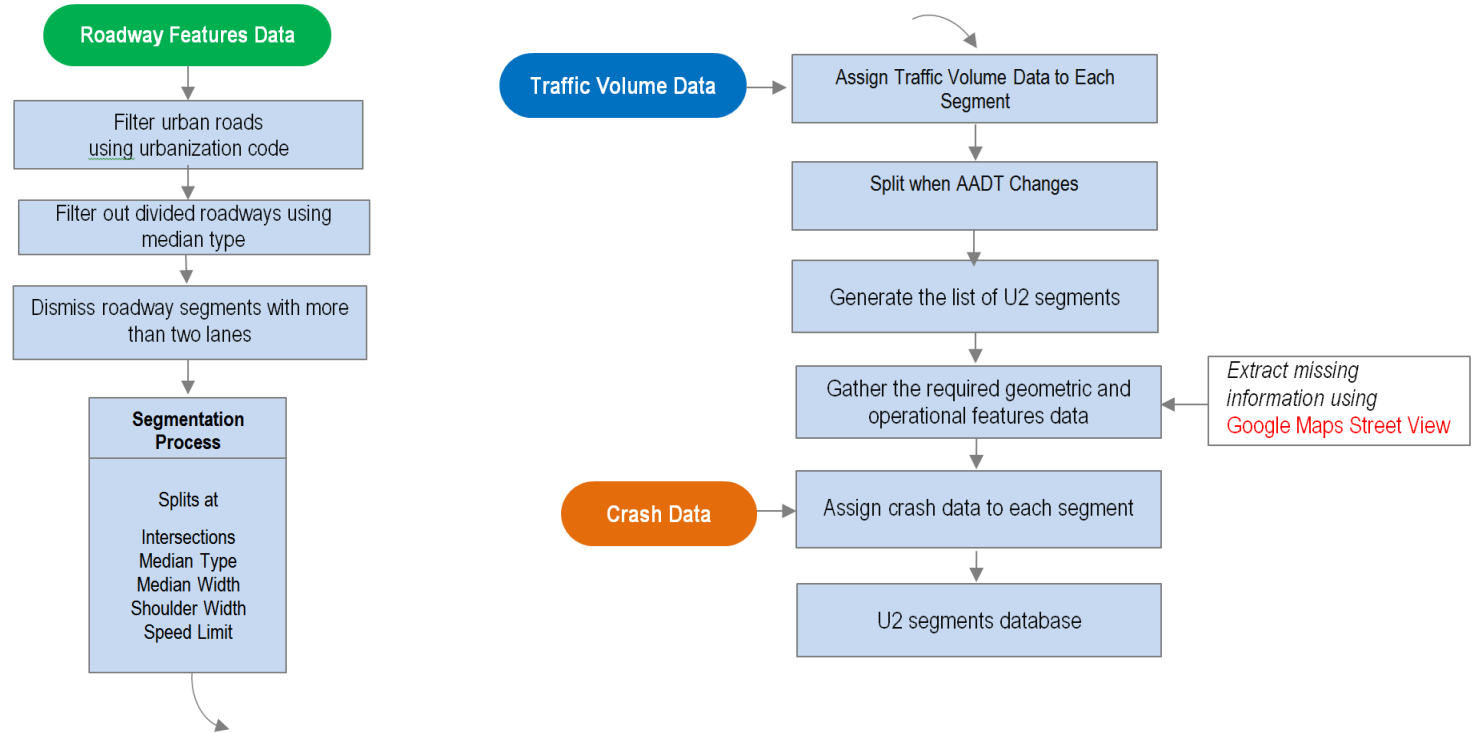 Roadway Features Data
Filter urban roads
using urbanization code
Filter out divided roadways using
median type
Dismiss roadway segments with more
than two lanes
Segmentation
Process
Splits at
Intersections
Median Type
Median Width
Shoulder Width
Speed Limit
Traffic Volume Data
Assign Traffic Volume Data to Each
Segment
Split when AADT Changes
Generate the list of U2 segments
Gather the required geometric and
operational features data
Extract missing
information using
Google Maps Street View
Crash Data
Assign crash data to each segment
U2 segments database